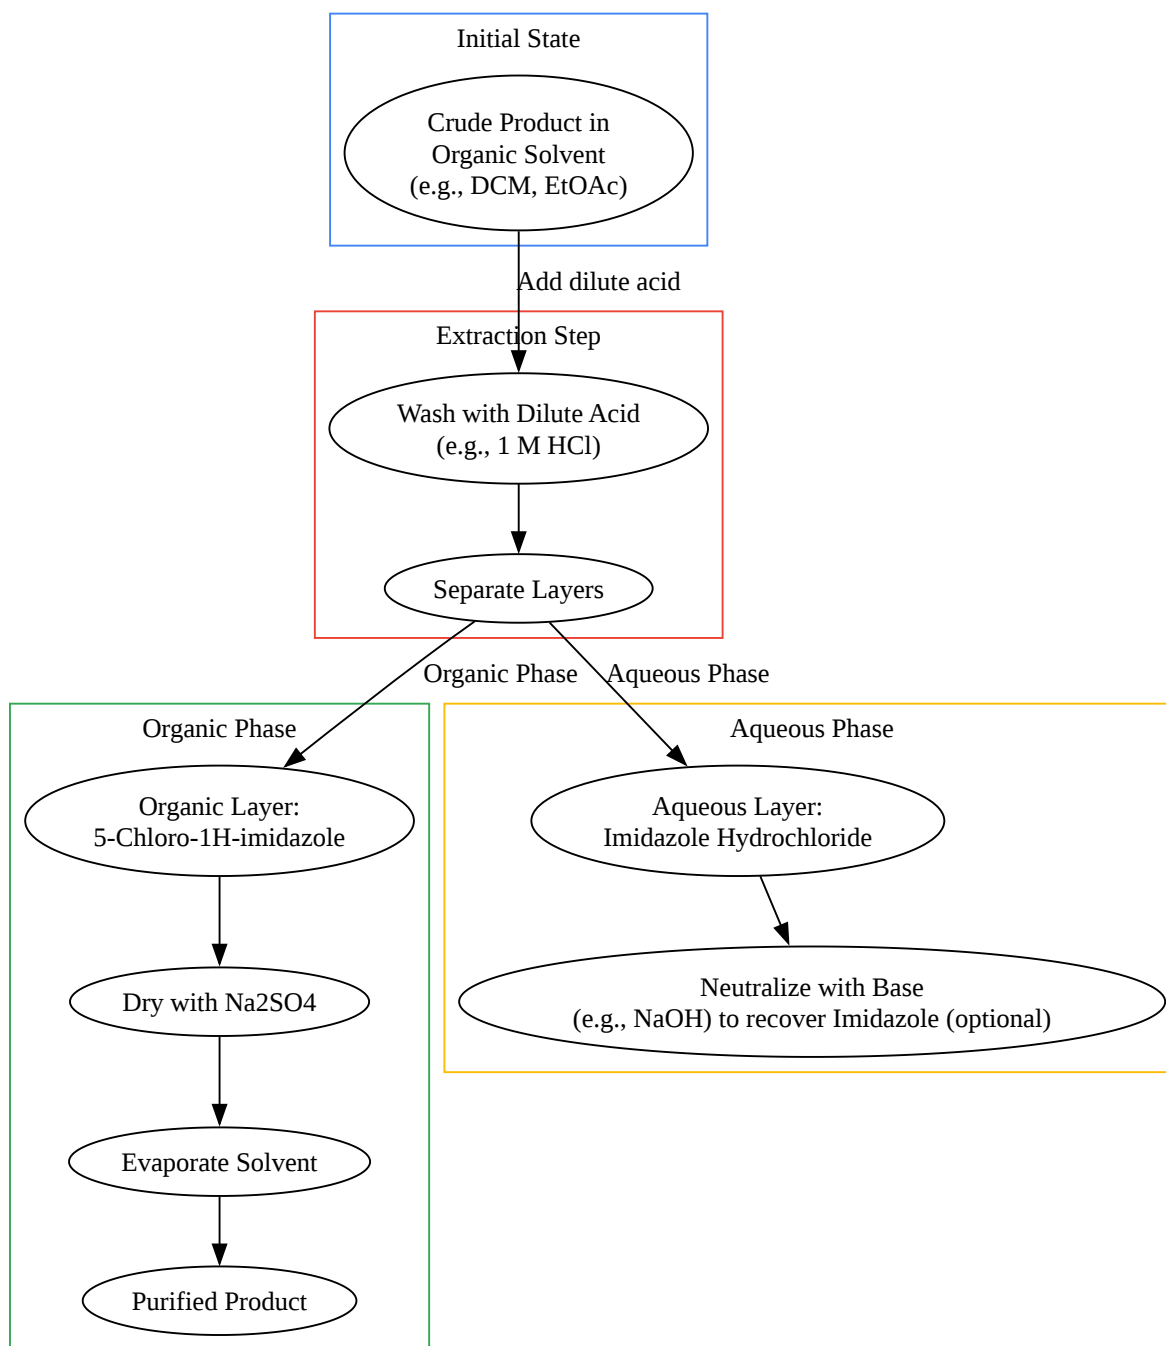 Initial State
Crude Product in
Organic Solvent
(e.g., DCM, EtOAc)
Add dilute acid
Extraction Step
Wash with Dilute Acid
(e.g., 1 M HCl)
Separate Layers
Organic Phase
Aqueous Phase
Organic Phase
Organic Layer:
5-Chloro-1H-imidazole
Dry with Na2SO4
Evaporate Solvent
Purified Product
Aqueous Phase
Aqueous Layer:
Imidazole Hydrochloride
Neutralize with Base
(e.g., NaOH) to recover Imidazole (optional)